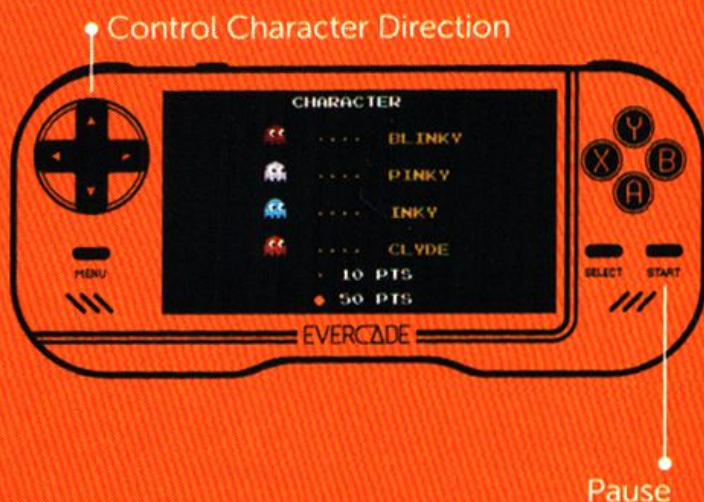 Control Character Direction
CHARACTER
.... BLINKY
.... PINKY
.... INKY
.... CLYDE
· 10 PTS
50 PTS
Y
X B
A
MENU
SELECT START
EVERCADE
Pause